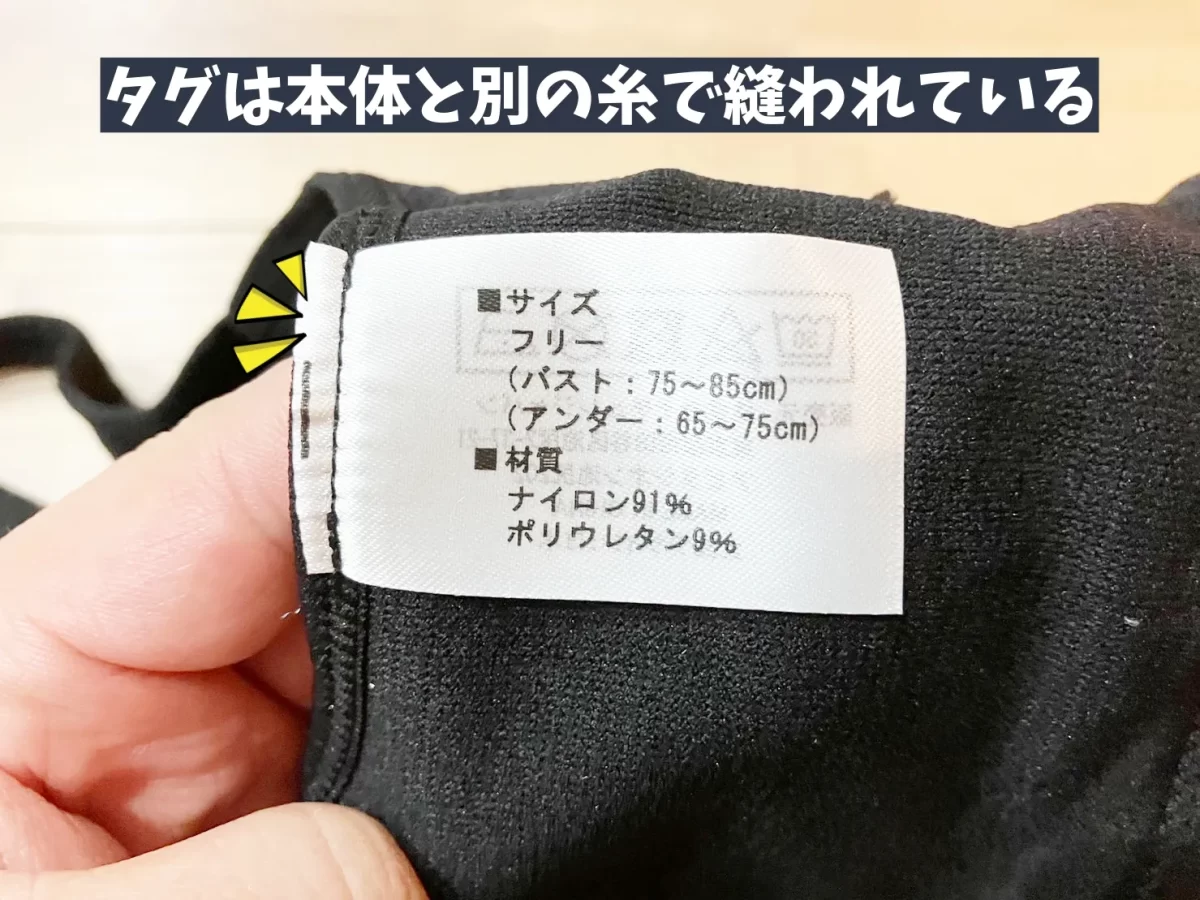 タグは本体と別の糸で縫われている
■サイズ
フリー
(バスト：75～85cm)
(アンダー：65～75cm)
■材質
ナイロン91%
ポリウレタン9%